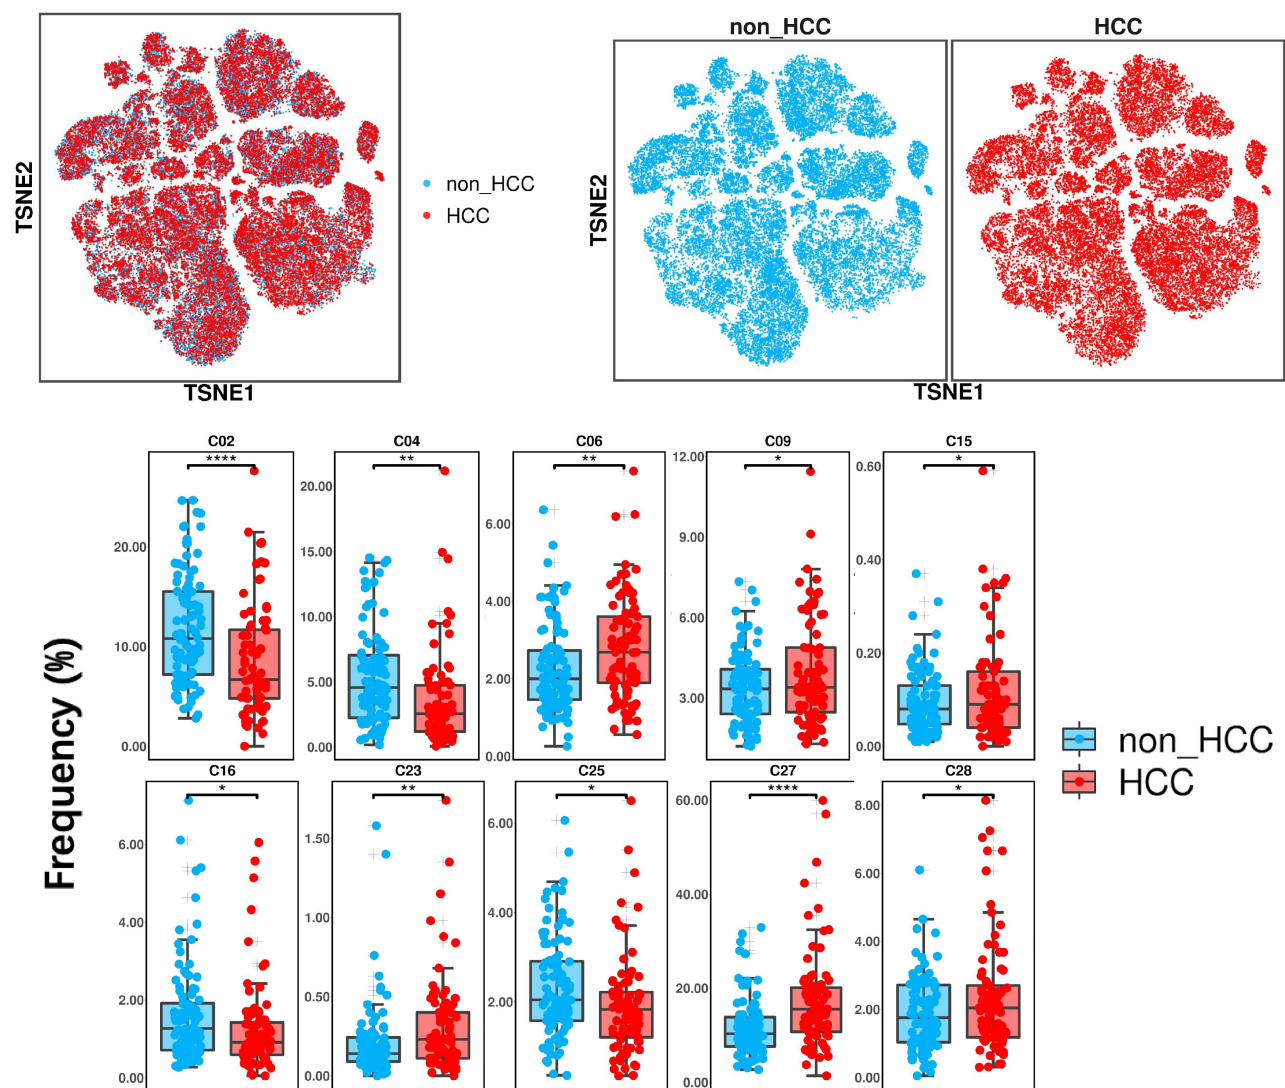 non_HCC HCC
TSNE2
non_HCC
HCC
TSNE2
TSNE1
TSNE1
C02 C04 C06 C09 C15
**** ** ** * *
20.00
10.00
0.00
20.00
15.00
10.00
5.00
0.00
6.00
4.00
2.00
0.00
12.00
9.00
6.00
3.00
0.60
0.40
0.20
0.00
Frequency (%)
non_HCC
HCC
C16 C23 C25 C27 C28
* ** * **** *
6.00
4.00
2.00
0.00
1.50
1.00
0.50
0.00
6.00
4.00
2.00
60.00
40.00
20.00
0.00
8.00
6.00
4.00
2.00
0.00